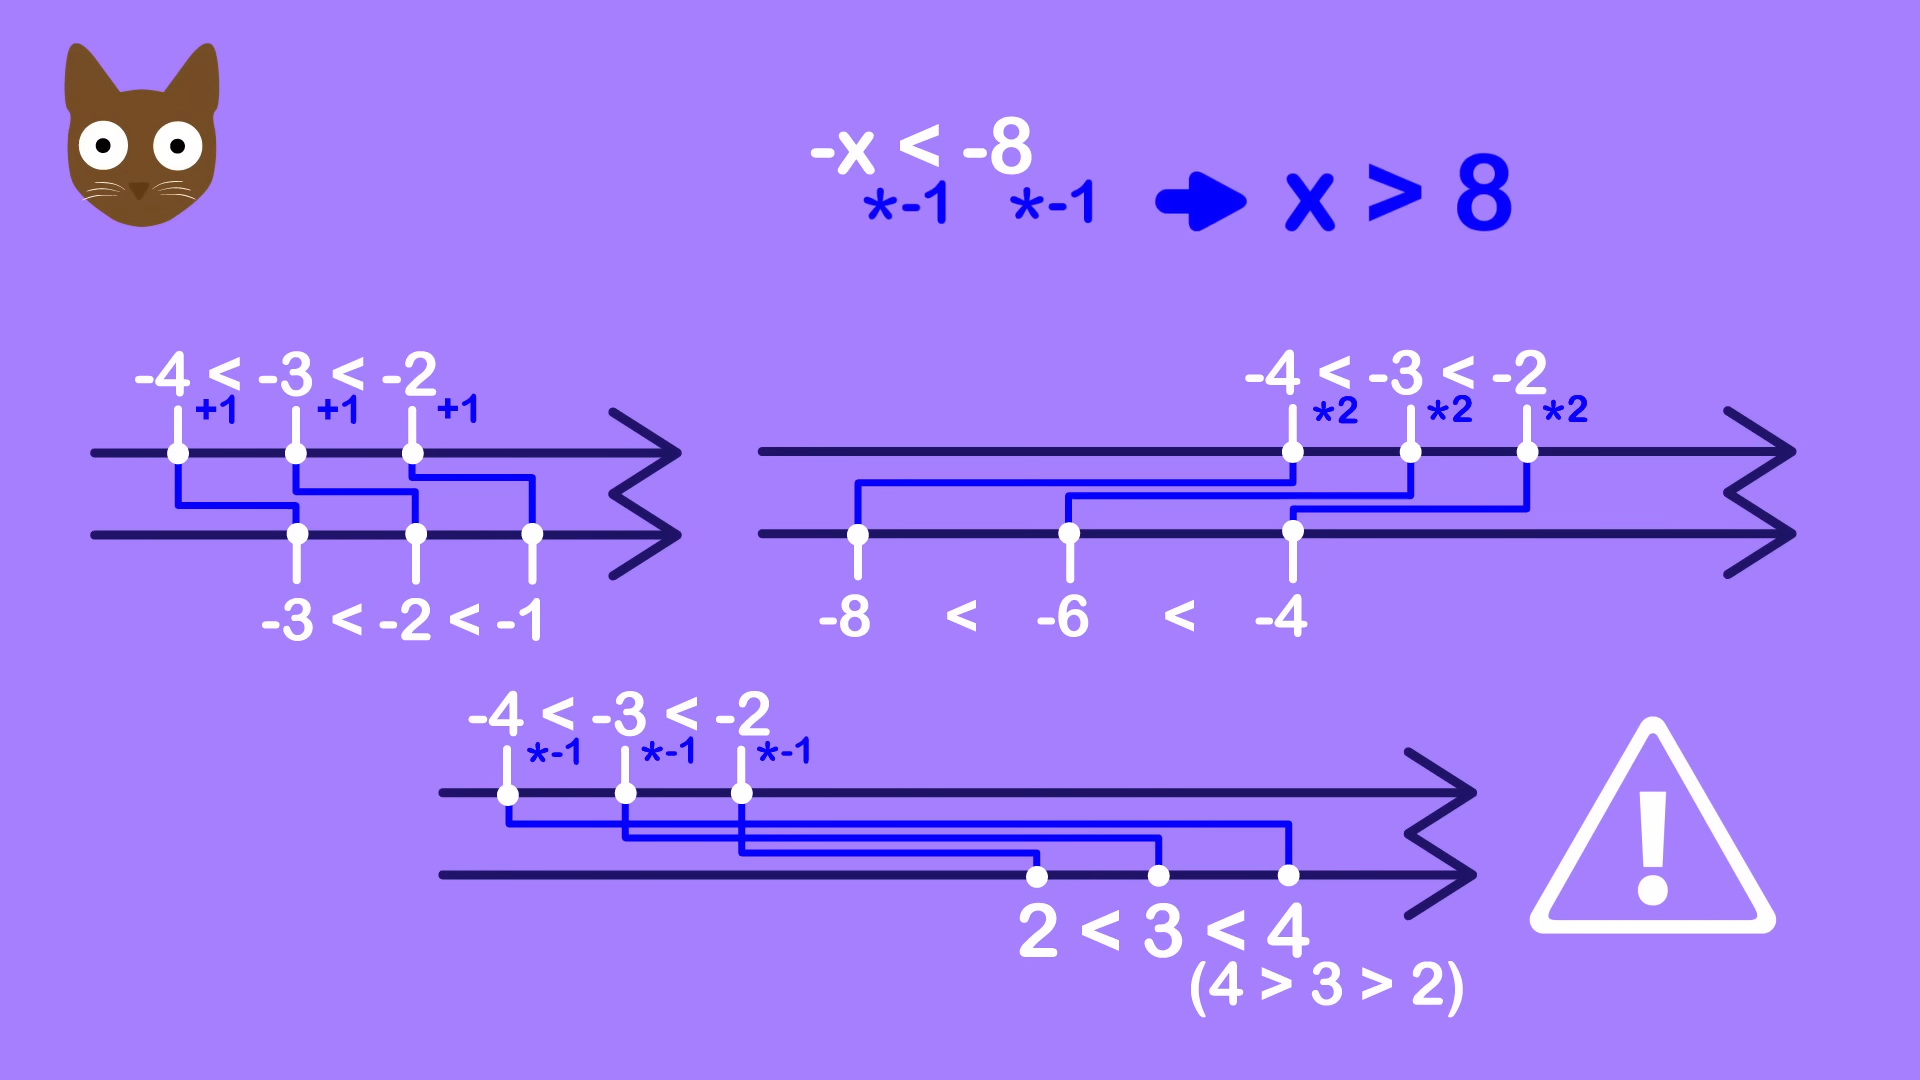 -x < -8
*-1 *-1
x > 8
-4 < -3 < -2
+1 +1 +1
-3 < -2 < -1
-4 < -3 < -2
*2 *2 *2
-8 < -6 < -4
-4 < -3 < -2
*-1 *-1 *-1
2 < 3 < 4
(4 > 3 > 2)
!